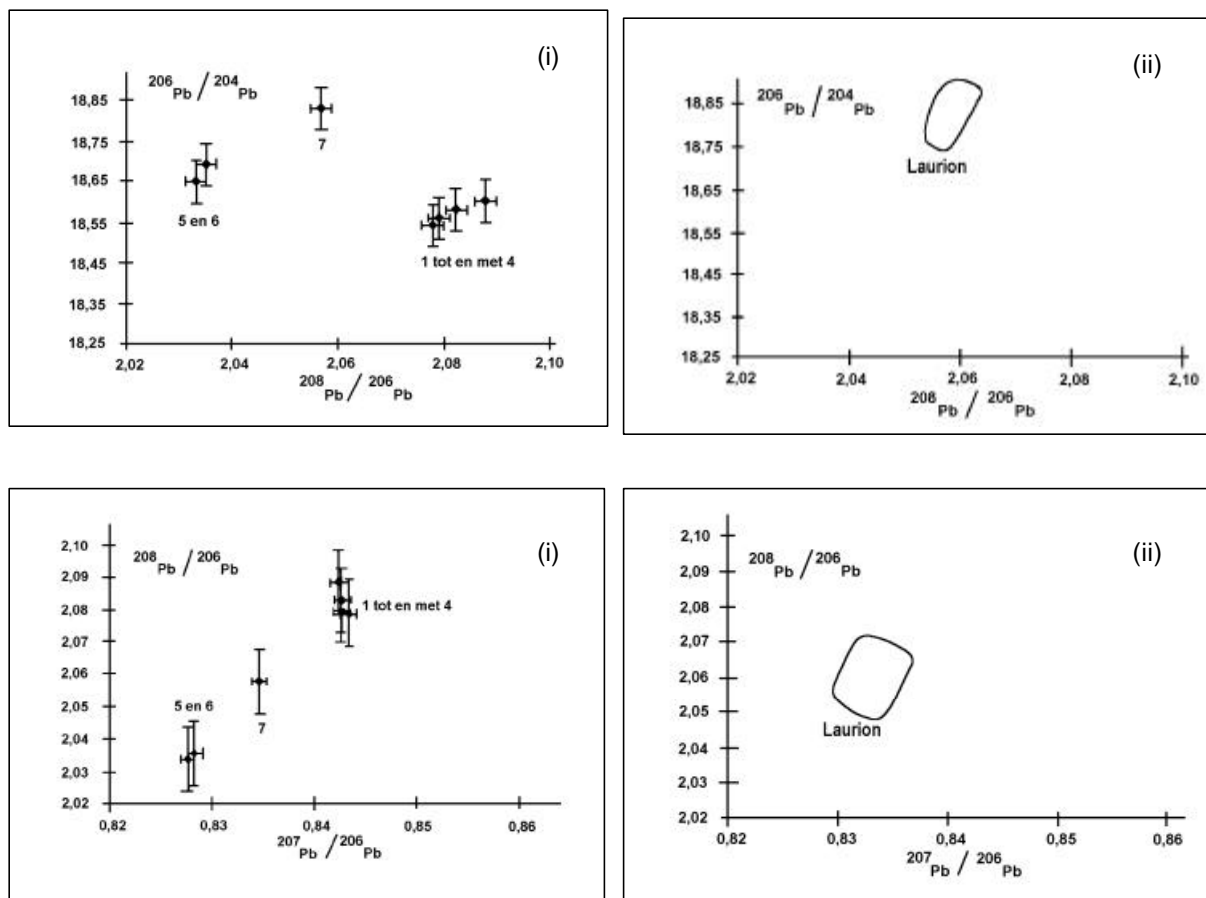 (i)
206Pb / 204Pb
18,85
18,75
18,65
18,55
18,45
18,35
18,25
7
5 en 6
1 tot en met 4
2,02 2,04 2,06 2,08 2,10
208Pb / 206Pb
(ii)
206Pb / 204Pb
18,85
18,75
18,65
18,55
18,45
18,35
18,25
Laurion
2,02 2,04 2,06 2,08 2,10
208Pb / 206Pb
(i)
208Pb / 206Pb
2,10
2,09
2,08
2,07
2,06
2,05
2,04
2,03
2,02
1 tot en met 4
5 en 6
7
0,82 0,83 0,84 0,85 0,86
207Pb / 206Pb
(ii)
208Pb / 206Pb
2,10
2,09
2,08
2,07
2,06
2,05
2,04
2,03
2,02
Laurion
0,82 0,83 0,84 0,85 0,86
207Pb / 206Pb